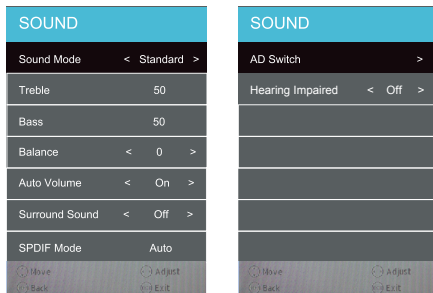 SOUND
Sound Mode < Standard >
Treble 50
Bass 50
Balance < 0 >
Auto Volume < On >
Surround Sound < Off >
SPDIF Mode Auto
Move Adjust
Back Exit
SOUND
AD Switch >
Hearing Impaired < Off >
Move Adjust
Back Exit